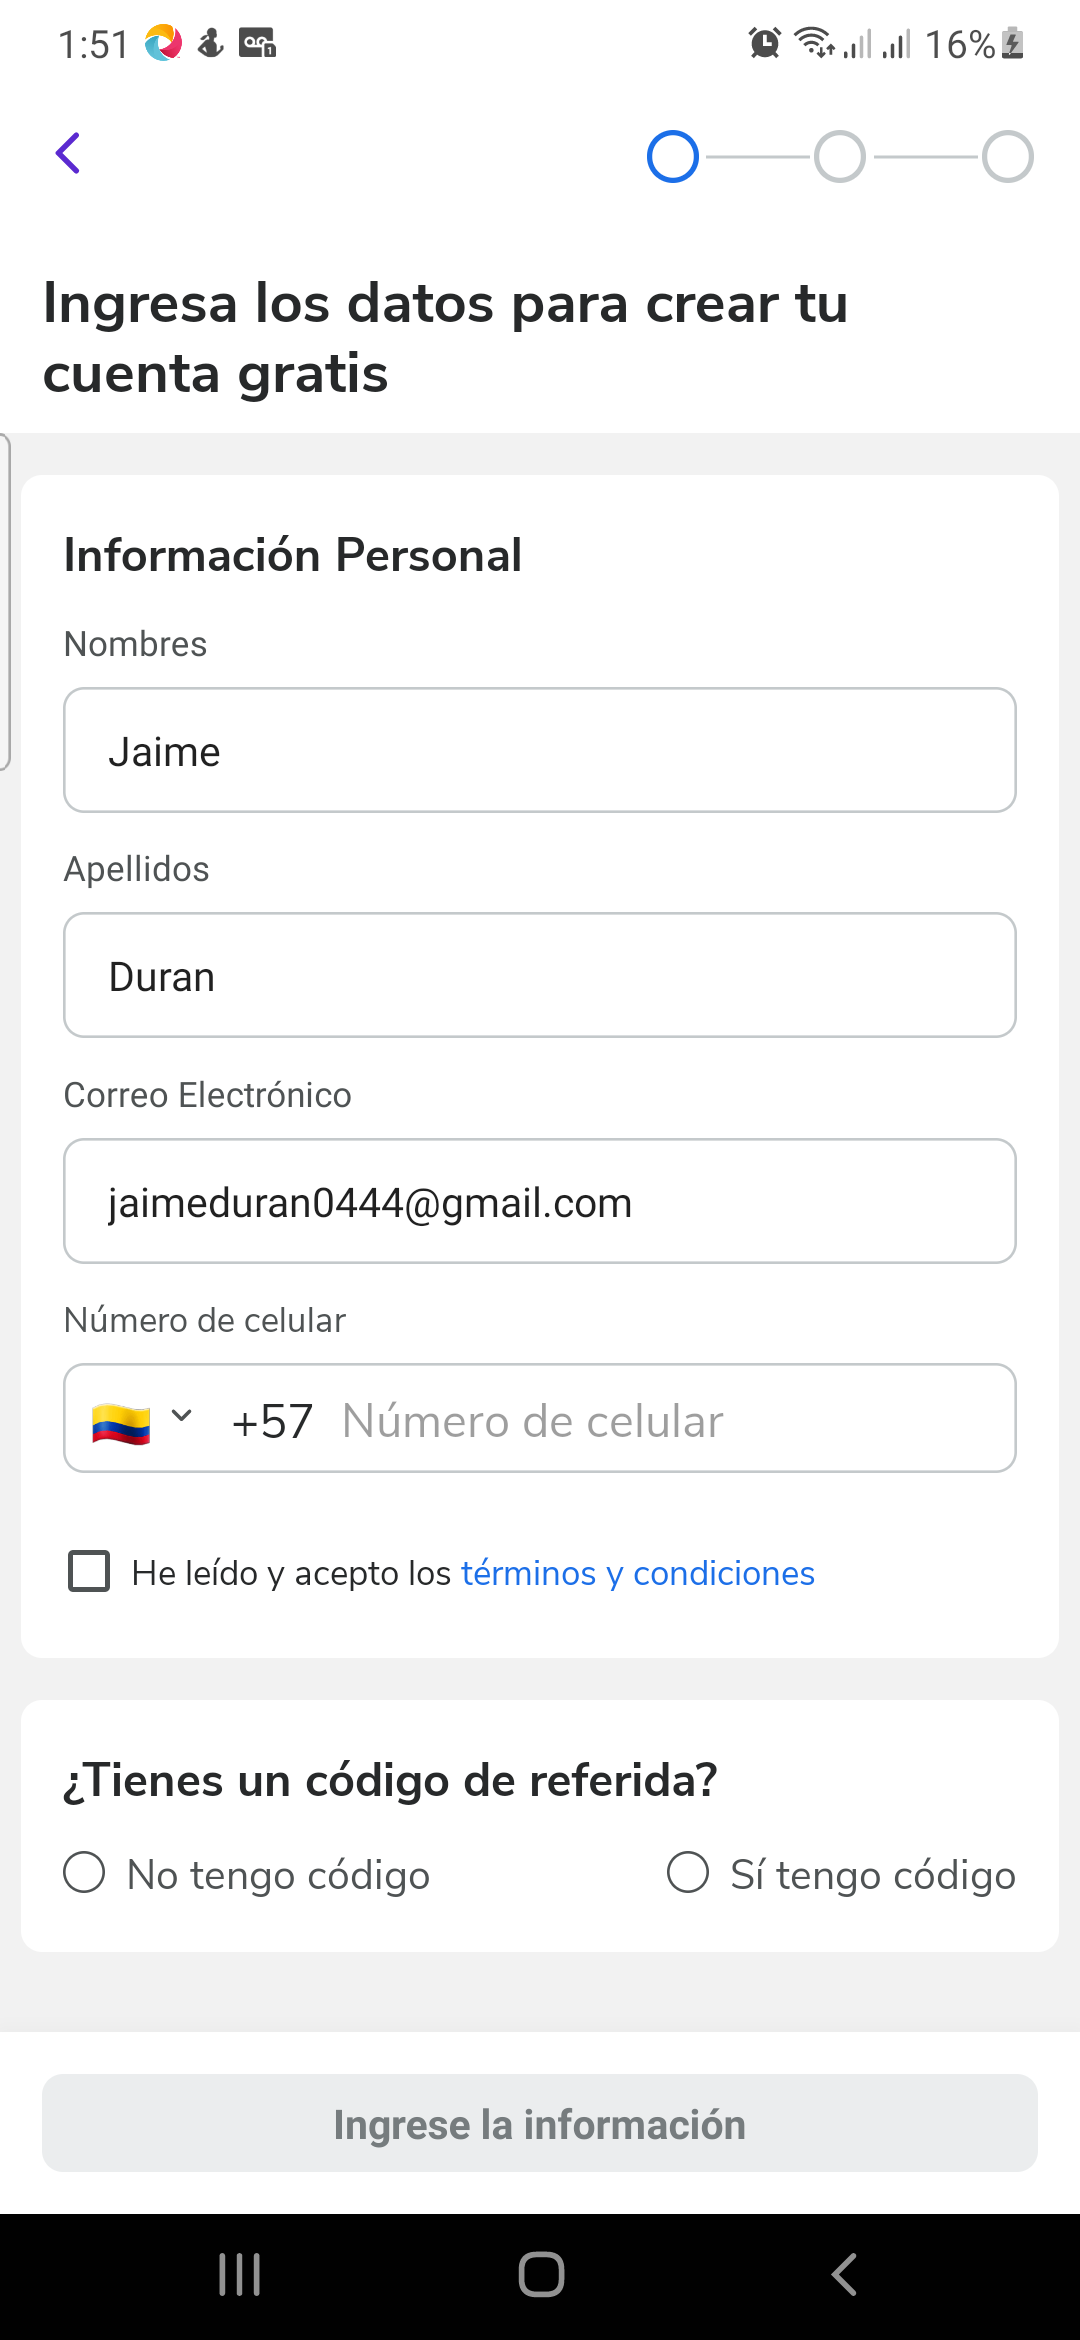 1:51
16%
Ingresa los datos para crear tu
cuenta gratis
Información Personal
Nombres
Jaime
Apellidos
Duran
Correo Electrónico
jaimeduran0444@gmail.com
Número de celular
+57 Número de celular
He leído y acepto los términos y condiciones
¿Tienes un código de referida?
No tengo código
Sí tengo código
Ingrese la información